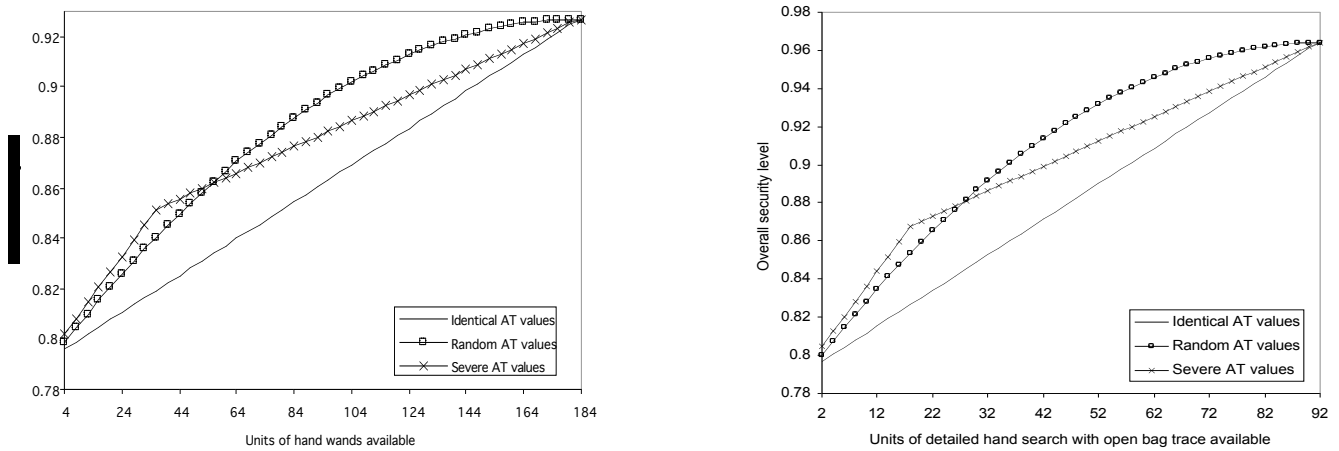 0.92
0.9
0.88
0.86
0.84
0.82
0.8
0.78
4 24 44 64 84 104 124 144 164 184
Units of hand wands available
Identical AT values
Random AT values
Severe AT values
0.98
0.96
0.94
0.92
0.9
0.88
0.86
0.84
0.82
0.8
0.78
2 12 22 32 42 52 62 72 82 92
Overall security level
Units of detailed hand search with open bag trace available
Identical AT values
Random AT values
Severe AT values